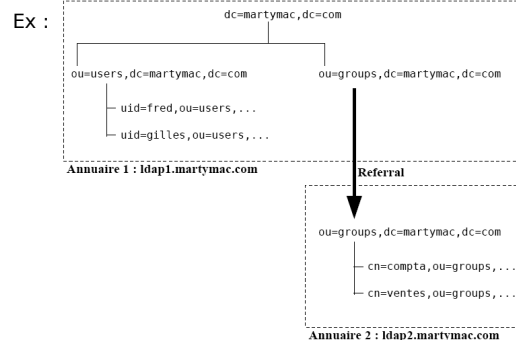 Ex :
dc=martymac,dc=com
ou=users,dc=martymac,dc=com
ou=groups,dc=martymac,dc=com
uid=fred,ou=users,...
uid=gilles,ou=users,...
Annuaire 1 : ldap1.martymac.com
Referral
ou=groups,dc=martymac,dc=com
cn=compta,ou=groups,...
cn=ventes,ou=groups,...
Annuaire 2 : ldap2.martymac.com